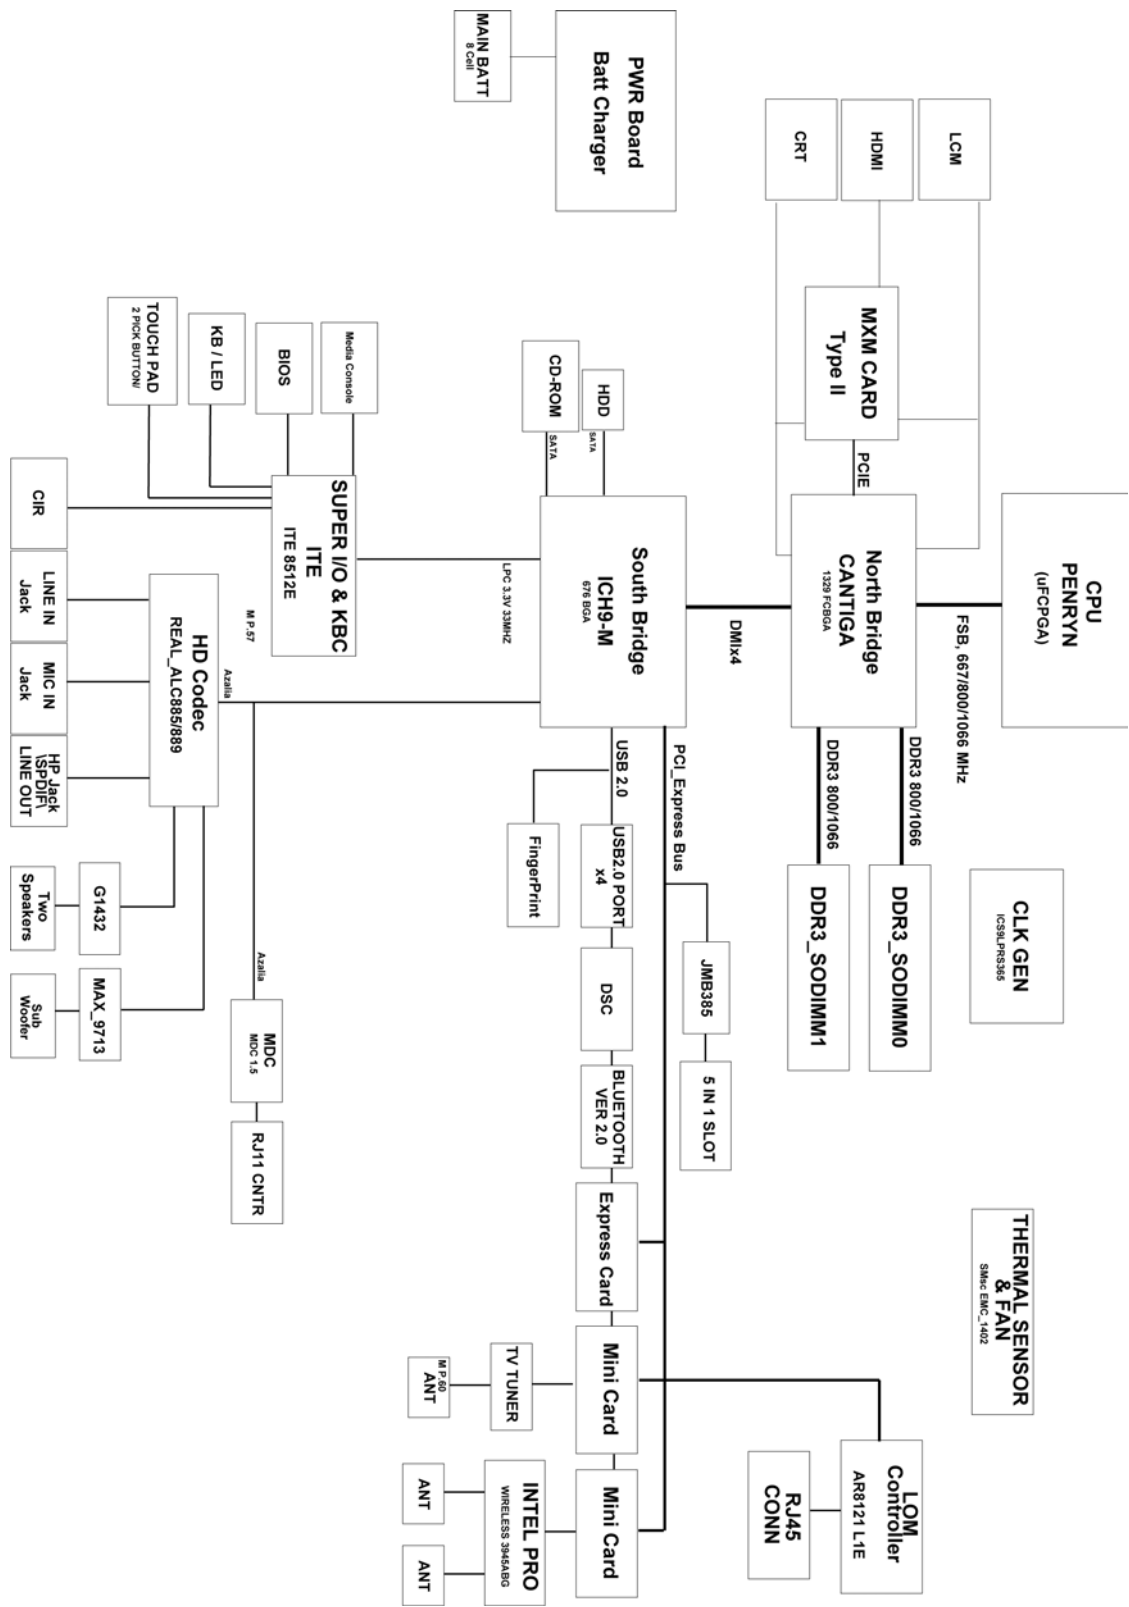 CPU
PENRYN
(uFCPGA)
CLK GEN
ICS9LPRS365
THERMAL SENSOR
& FAN
SMsc EMC_1402
FSB, 667/800/1066 MHz
LCM
HDMI
CRT
MXM CARD
Type II
PCIE
North Bridge
CANTIGA
1329 FCBGA
DDR3 800/1066
DDR3_SODIMM0
DDR3 800/1066
DDR3_SODIMM1
LOM
Controller
AR8121 L1E
RJ45
CONN
DMIx4
PWR Board
Batt Charger
MAIN BATT
8 Cell
HDD
SATA
CD-ROM
SATA
South Bridge
ICH9-M
676 BGA
PCI_Express Bus
JMB385
5 IN 1 SLOT
USB 2.0
USB2.0 PORT
x4
DSC
BLUETOOTH
VER 2.0
Express Card
Mini Card
Mini Card
FingerPrint
TV TUNER
M P.60
ANT
INTEL PRO
WIRELESS 3945ABG
ANT
ANT
LPC 3.3V 33MHZ
Media Console
BIOS
KB / LED
TOUCH PAD
2 PICK BUTTON/
SUPER I/O & KBC
ITE
ITE 8512E
M P.57
Azalia
Azalia
MDC
MDC 1.5
RJ11 CNTR
HD Codec
REAL_ALC885/889
CIR
LINE IN
Jack
MIC IN
Jack
HP Jack
\SPDIF\
LINE OUT
G1432
Two
Speakers
MAX_9713
Sub
Woofer